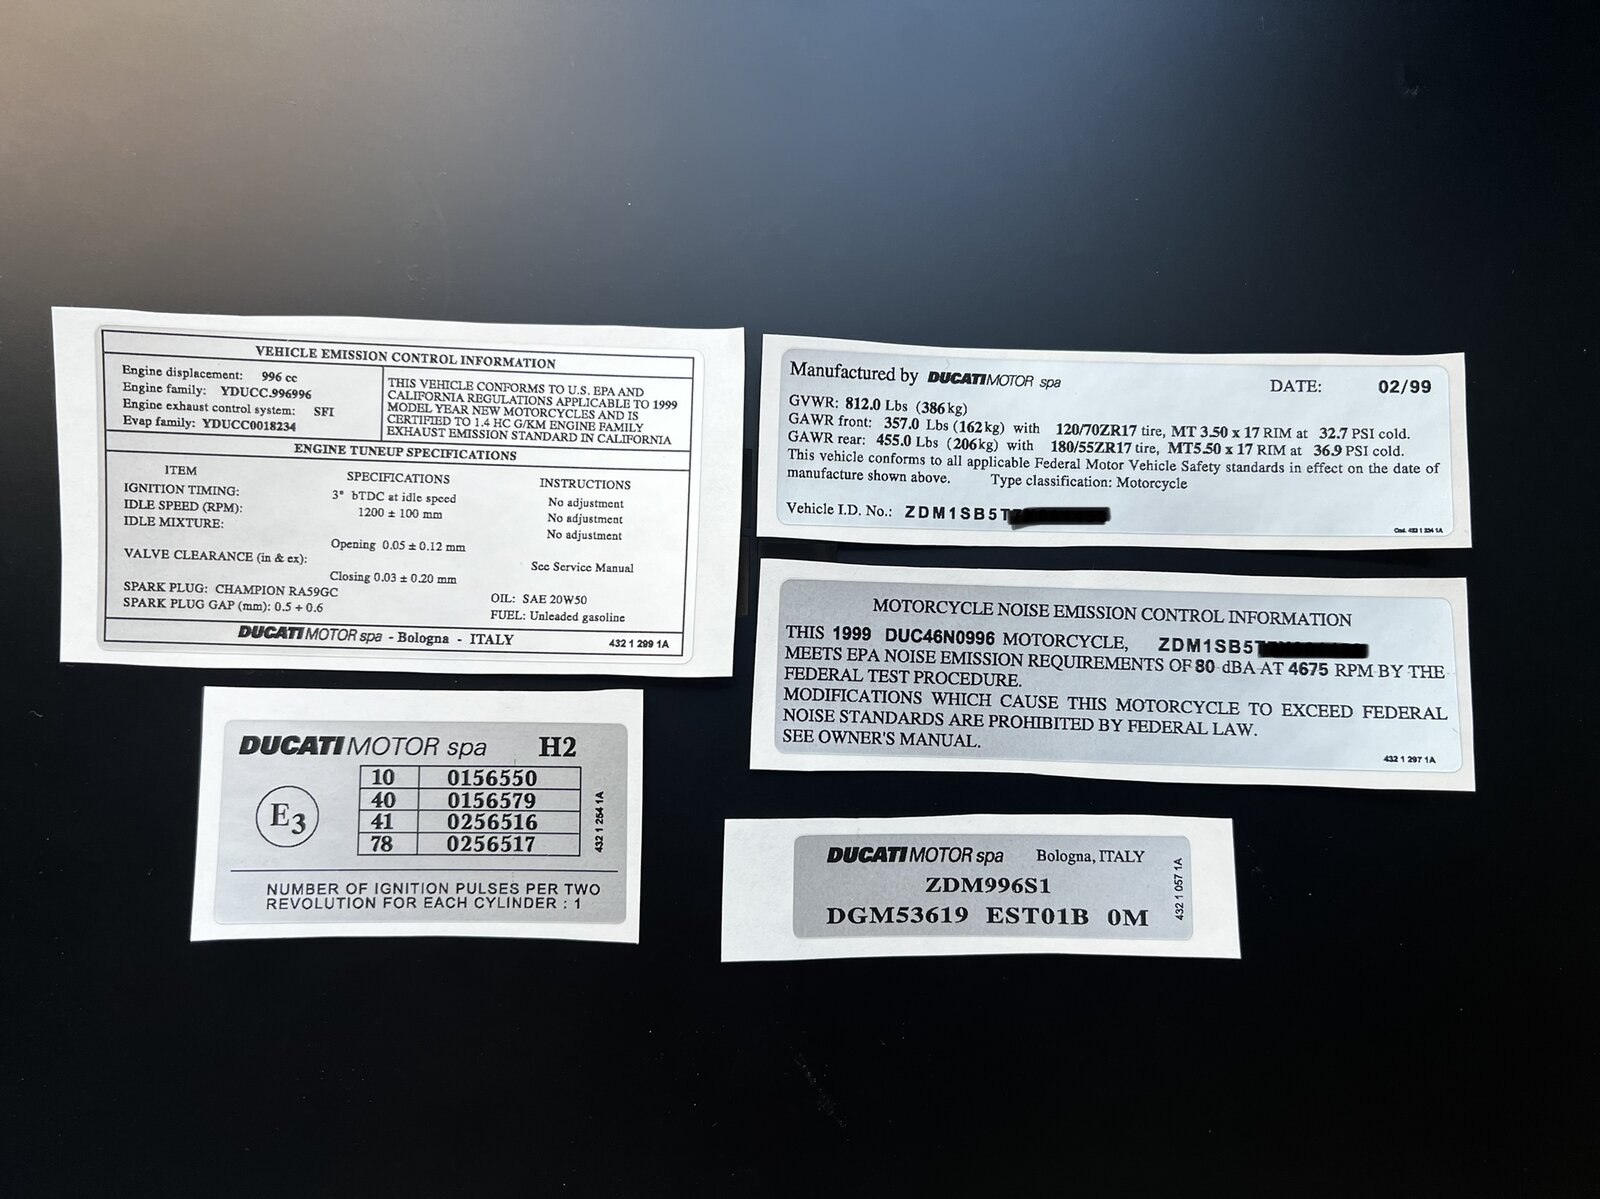 VEHICLE EMISSION CONTROL INFORMATION
Engine displacement: 996 cc
Engine family: YDUCC.996996
Engine exhaust control system: SFI
Evap family: YDUCC0018234
THIS VEHICLE CONFORMS TO U.S. EPA AND
CALIFORNIA REGULATIONS APPLICABLE TO 1999
MODEL YEAR NEW MOTORCYCLES AND IS
CERTIFIED TO 1.4 HC G/KM ENGINE FAMILY
EXHAUST EMISSION STANDARD IN CALIFORNIA
ENGINE TUNEUP SPECIFICATIONS
ITEM SPECIFICATIONS INSTRUCTIONS
IGNITION TIMING: 3° bTDC at idle speed No adjustment
IDLE SPEED (RPM): 1200 ± 100 mm No adjustment
IDLE MIXTURE: No adjustment
Opening 0.05 ± 0.12 mm
VALVE CLEARANCE (in & ex): See Service Manual
Closing 0.03 ± 0.20 mm
SPARK PLUG: CHAMPION RA59GC OIL: SAE 20W50
SPARK PLUG GAP (mm): 0.5 + 0.6 FUEL: Unleaded gasoline
DUCATI MOTOR spa - Bologna - ITALY 432 1 299 1A
Manufactured by DUCATI MOTOR spa DATE: 02/99
GVWR: 812.0 Lbs (386kg)
GAWR front: 357.0 Lbs (162kg) with 120/70ZR17 tire, MT 3.50 x 17 RIM at 32.7 PSI cold.
GAWR rear: 455.0 Lbs (206kg) with 180/55ZR17 tire, MT5.50 x 17 RIM at 36.9 PSI cold.
This vehicle conforms to all applicable Federal Motor Vehicle Safety standards in effect on the date of
manufacture shown above. Type classification: Motorcycle
Vehicle I.D. No.: ZDM1SB5T
Cod. 432 1 234 1A
MOTORCYCLE NOISE EMISSION CONTROL INFORMATION
THIS 1999 DUC46N0996 MOTORCYCLE, ZDM1SB5T
MEETS EPA NOISE EMISSION REQUIREMENTS OF 80 dBA AT 4675 RPM BY THE
FEDERAL TEST PROCEDURE.
MODIFICATIONS WHICH CAUSE THIS MOTORCYCLE TO EXCEED FEDERAL
NOISE STANDARDS ARE PROHIBITED BY FEDERAL LAW.
SEE OWNER'S MANUAL.
432 1 297 1A
DUCATI MOTOR spa H2
E3
10 0156550
40 0156579
41 0256516
78 0256517
432 1 254 1A
NUMBER OF IGNITION PULSES PER TWO
REVOLUTION FOR EACH CYLINDER : 1
DUCATI MOTOR spa Bologna, ITALY
ZDM996S1
DGM53619 EST01B 0M
432 1 057 1A